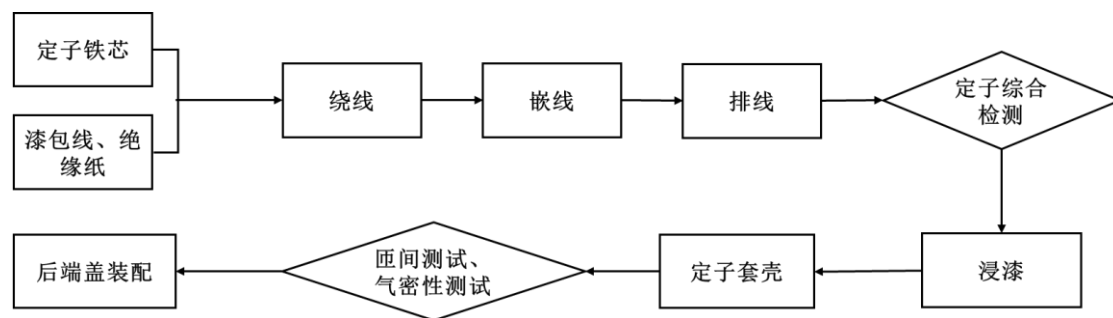 定子铁芯
漆包线、绝
缘纸
绕线
嵌线
排线
定子综合
检测
浸漆
定子套壳
匝间测试、
气密性测试
后端盖装配